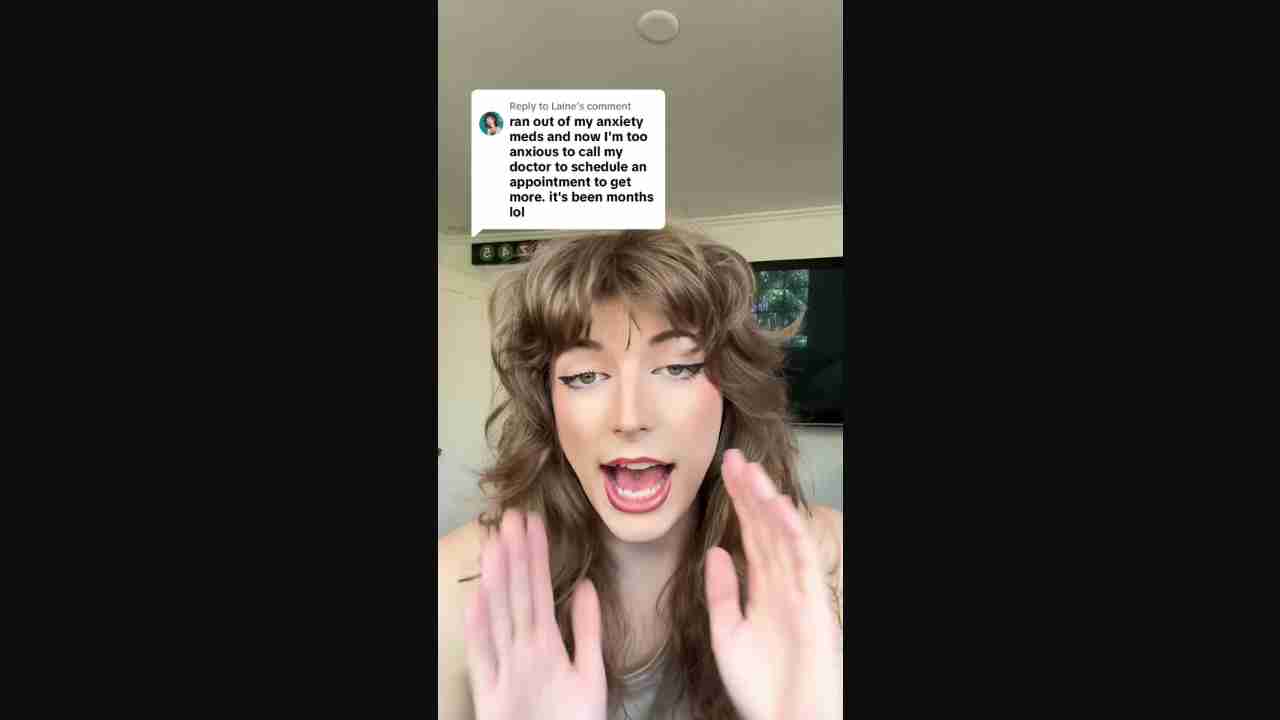 Reply to Laine's comment
ran out of my anxiety
meds and now I'm too
anxious to call my
doctor to schedule an
appointment to get
more. it's been months
lol